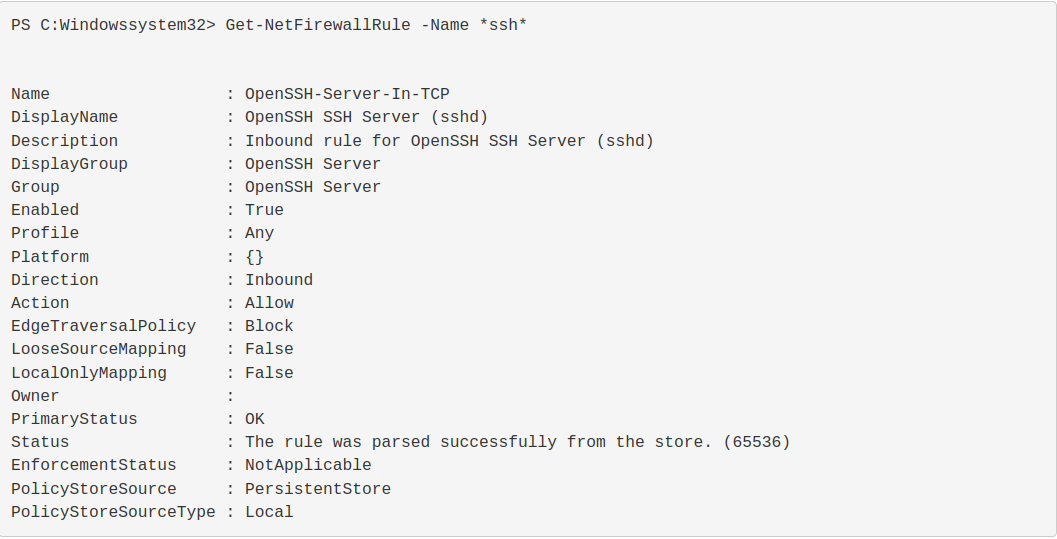 PS C:Windowssystem32> Get-NetFirewallRule -Name *ssh*
Name                  : OpenSSH-Server-In-TCP
DisplayName           : OpenSSH SSH Server (sshd)
Description           : Inbound rule for OpenSSH SSH Server (sshd)
DisplayGroup          : OpenSSH Server
Group                 : OpenSSH Server
Enabled               : True
Profile               : Any
Platform              : {}
Direction             : Inbound
Action                : Allow
EdgeTraversalPolicy   : Block
LooseSourceMapping    : False
LocalOnlyMapping      : False
Owner                 :
PrimaryStatus         : OK
Status                : The rule was parsed successfully from the store. (65536)
EnforcementStatus     : NotApplicable
PolicyStoreSource     : PersistentStore
PolicyStoreSourceType : Local